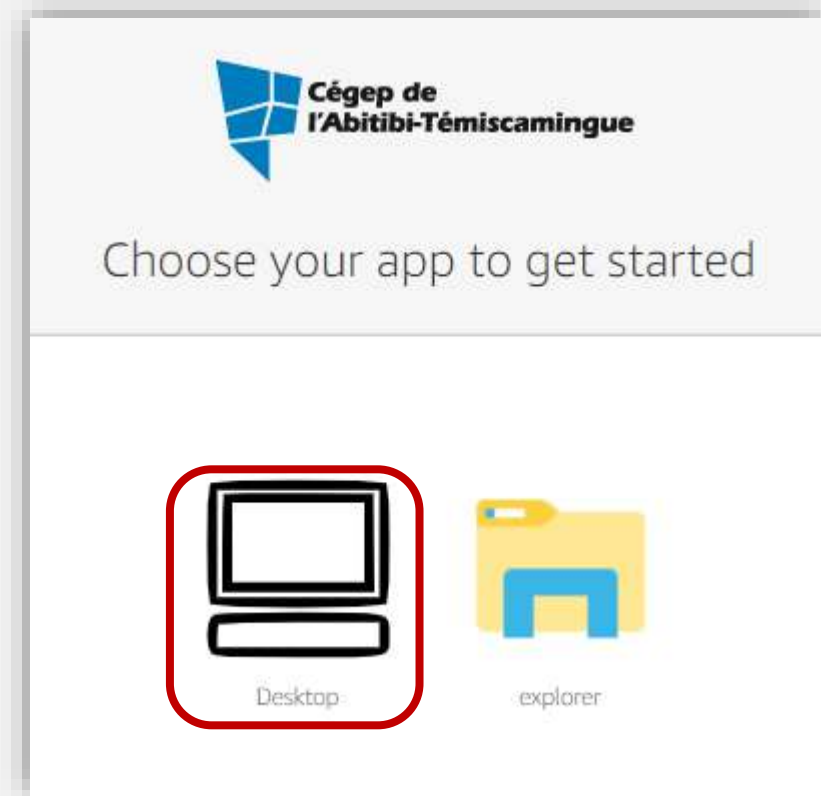 Cégep de
l'Abitibi-Témiscamingue
Choose your app to get started
Desktop
explorer